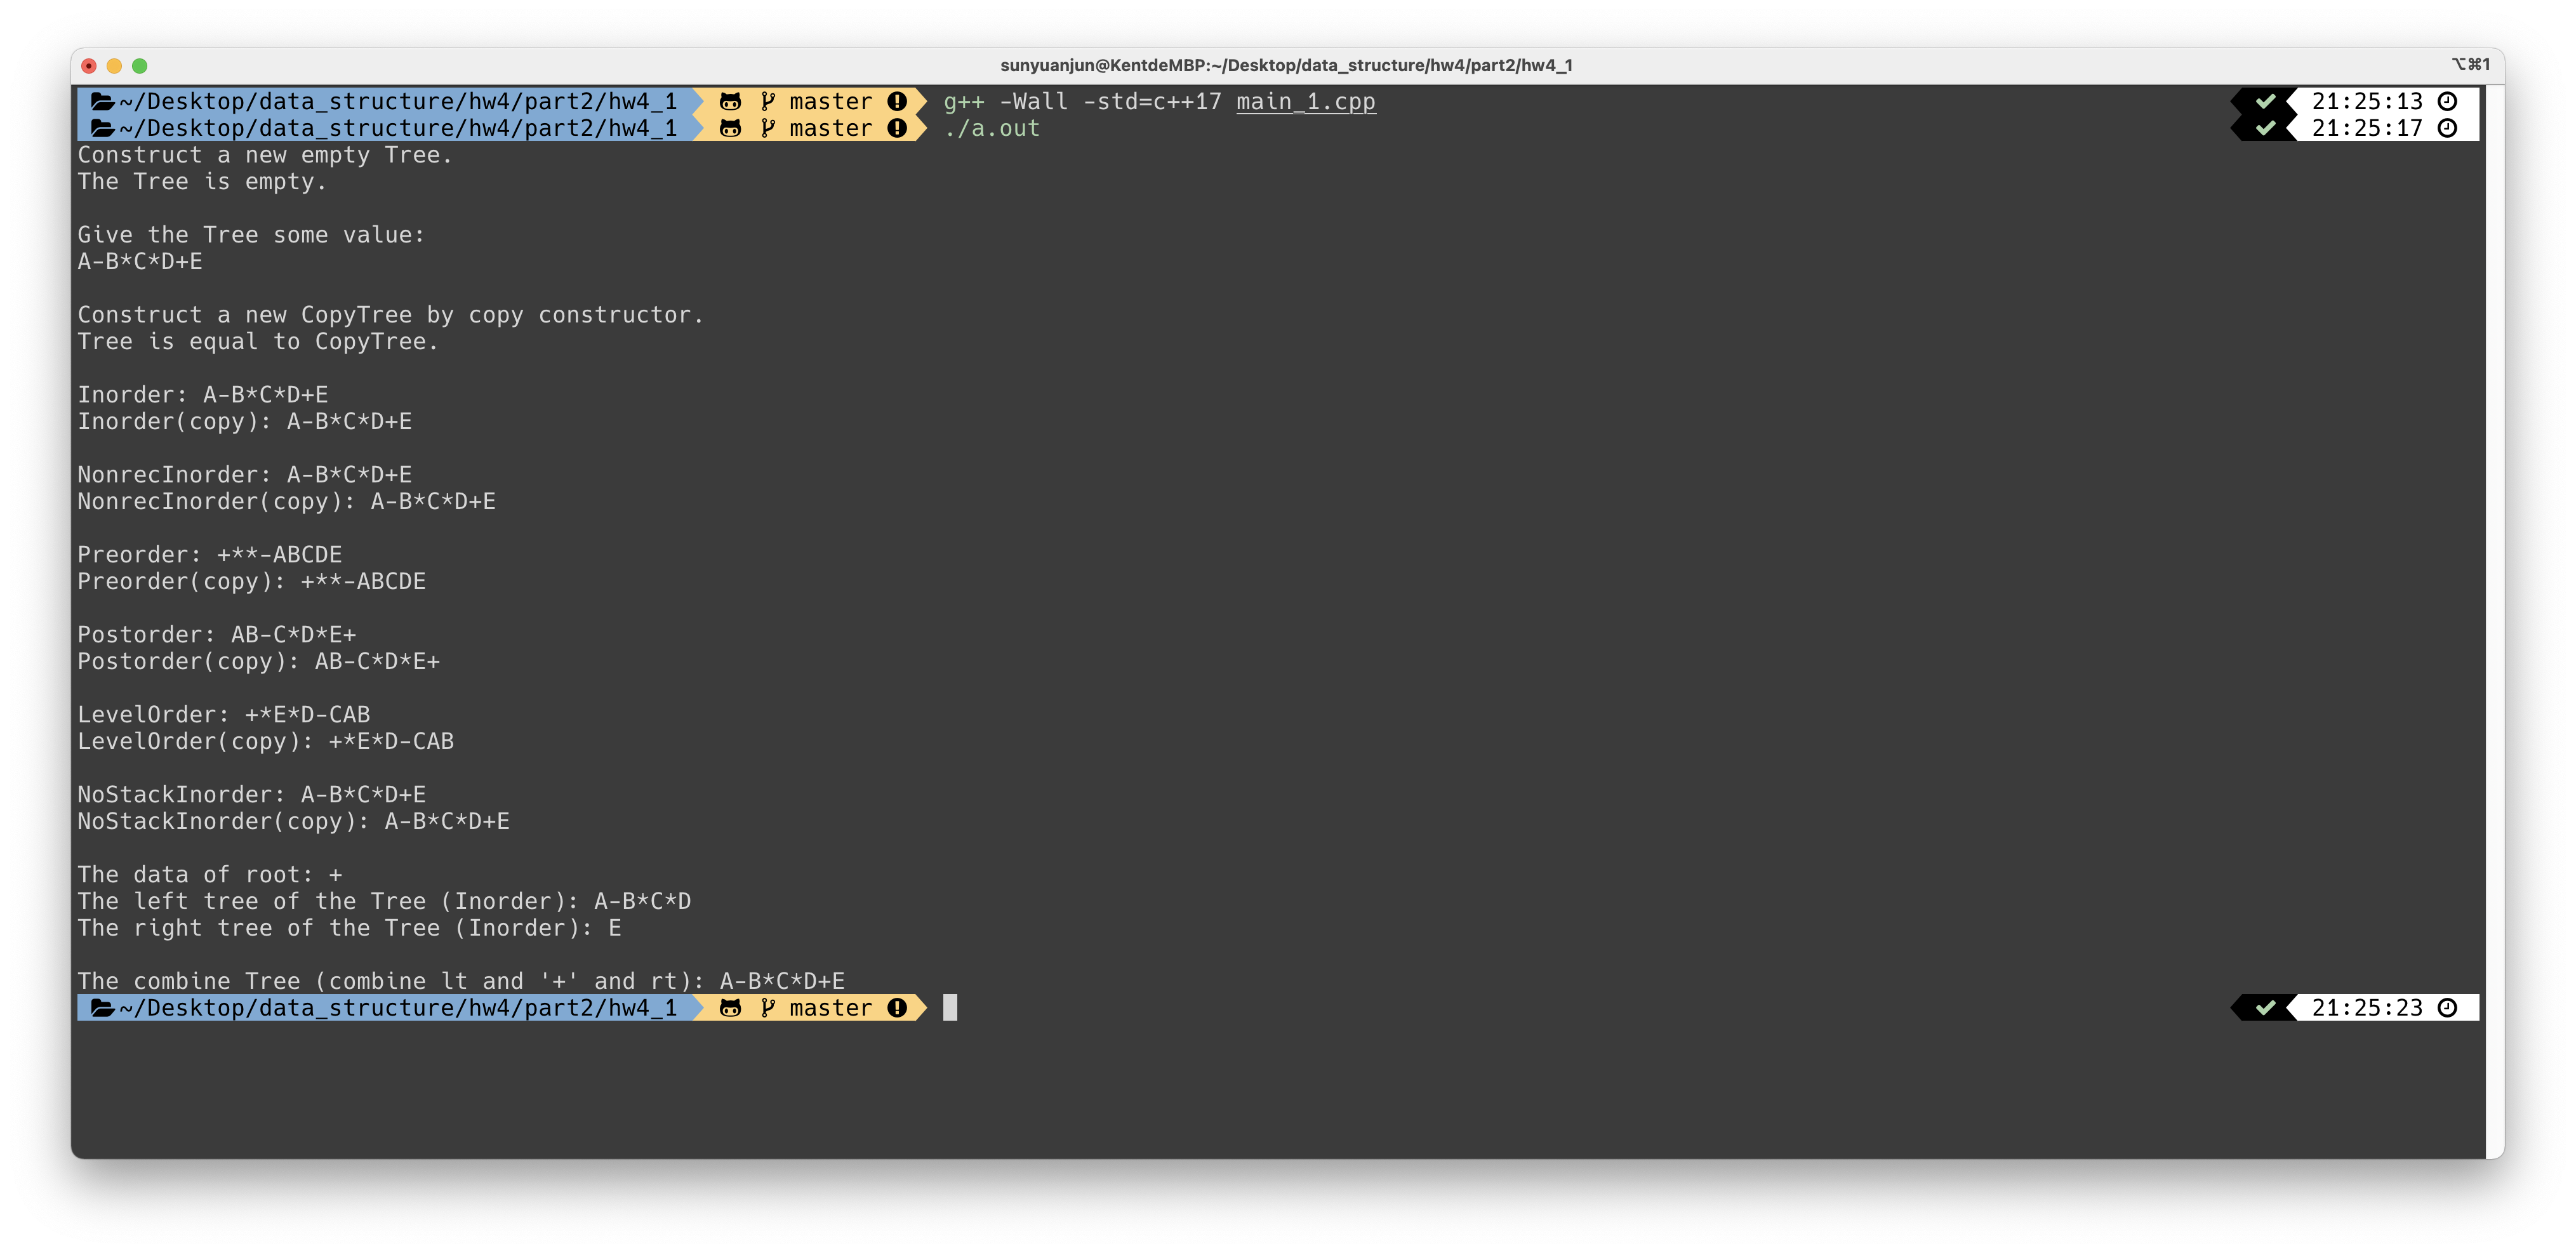 sunyuanjun@KentdeMBP:~/Desktop/data_structure/hw4/part2/hw4_1 ⌥⌘1
~/Desktop/data_structure/hw4/part2/hw4_1 master g++ -Wall -std=c++17 main_1.cpp 21:25:13
~/Desktop/data_structure/hw4/part2/hw4_1 master ./a.out 21:25:17
Construct a new empty Tree.
The Tree is empty.
Give the Tree some value:
A-B*C*D+E
Construct a new CopyTree by copy constructor.
Tree is equal to CopyTree.
Inorder: A-B*C*D+E
Inorder(copy): A-B*C*D+E
NonrecInorder: A-B*C*D+E
NonrecInorder(copy): A-B*C*D+E
Preorder: +**-ABCDE
Preorder(copy): +**-ABCDE
Postorder: AB-C*D*E+
Postorder(copy): AB-C*D*E+
LevelOrder: +*E*D-CAB
LevelOrder(copy): +*E*D-CAB
NoStackInorder: A-B*C*D+E
NoStackInorder(copy): A-B*C*D+E
The data of root: +
The left tree of the Tree (Inorder): A-B*C*D
The right tree of the Tree (Inorder): E
The combine Tree (combine lt and '+' and rt): A-B*C*D+E
~/Desktop/data_structure/hw4/part2/hw4_1 master 21:25:23